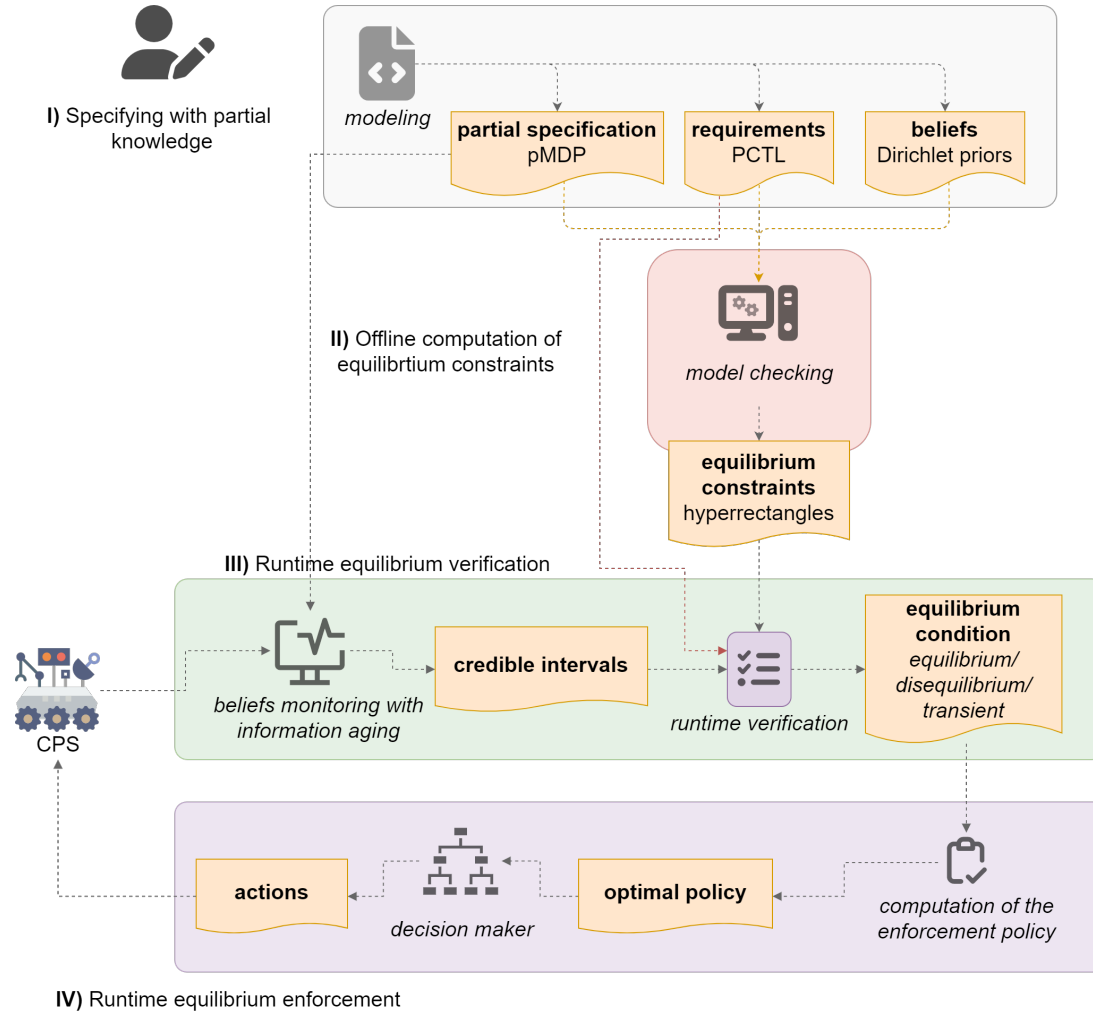 I) Specifying with partial
knowledge
modeling
partial specification
pMDP
requirements
PCTL
beliefs
Dirichlet priors
II) Offline computation of
equilibrtium constraints
model checking
equilibrium
constraints
hyperrectangles
III) Runtime equilibrium verification
CPS
beliefs monitoring with
information aging
credible intervals
runtime verification
equilibrium
condition
equilibrium/
disequilibrium/
transient
actions
decision maker
optimal policy
computation of the
enforcement policy
IV) Runtime equilibrium enforcement